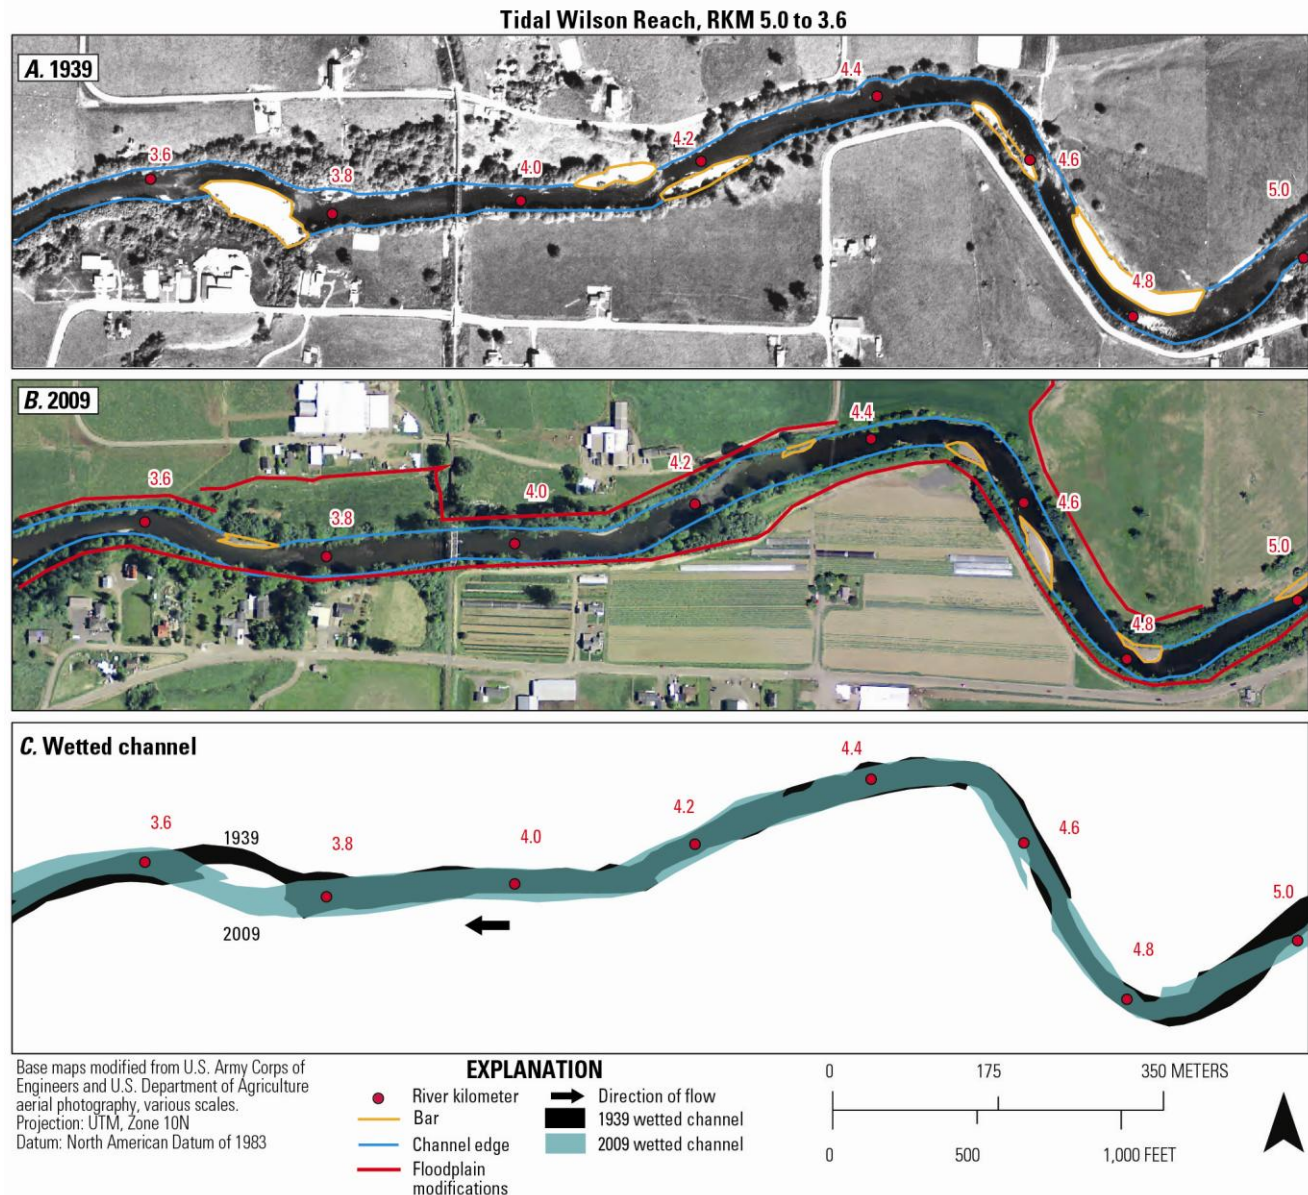 Tidal Wilson Reach, RKM 5.0 to 3.6
A. 1939
3.6
3.8
4.0
4.2
4.4
4.6
4.8
5.0
B. 2009
3.6
3.8
4.0
4.2
4.4
4.6
4.8
5.0
C. Wetted channel
3.6
1939
2009
3.8
4.0
4.2
4.4
4.6
4.8
5.0
Base maps modified from U.S. Army Corps of
Engineers and U.S. Department of Agriculture
aerial photography, various scales.
Projection: UTM, Zone 10N
Datum: North American Datum of 1983
EXPLANATION
River kilometer
Bar
Channel edge
Floodplain
modifications
Direction of flow
1939 wetted channel
2009 wetted channel
0 175 350 METERS
0 500 1,000 FEET